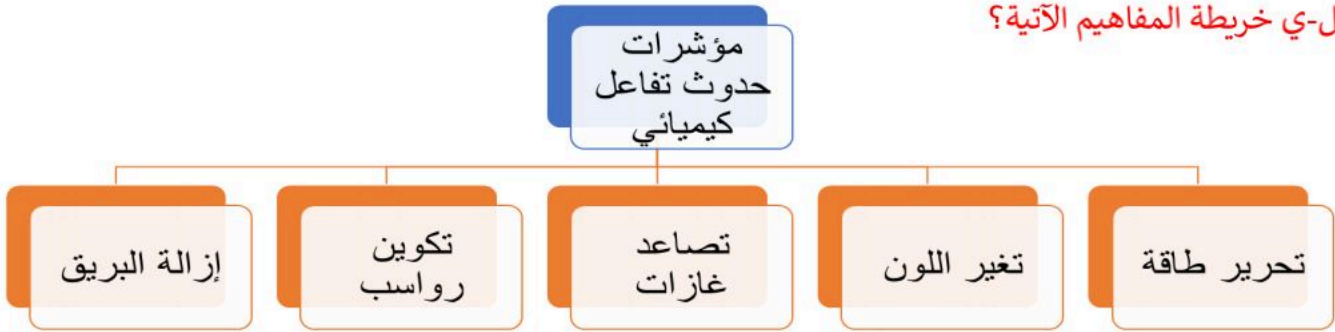 ل-ي خريطة المفاهيم الآتية؟
مؤشرات
حدوث تفاعل
كيميائي
تحرير طاقة
تغير اللون
تصاعد
غازات
تكوين
رواسب
إزالة البريق